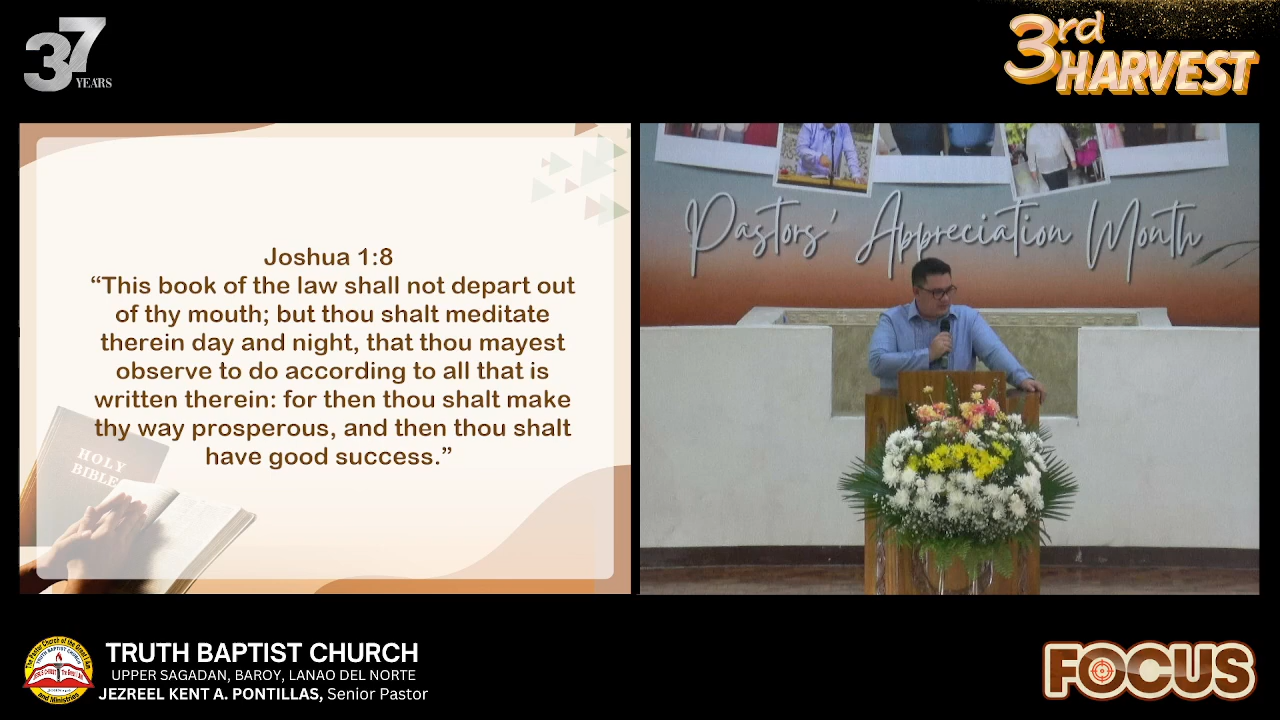 37
YEARS
3rd
HARVEST
Joshua 1:8
“This book of the law shall not depart out
of thy mouth; but thou shalt meditate
therein day and night, that thou mayest
observe to do according to all that is
written therein: for then thou shalt make
thy way prosperous, and then thou shalt
have good success.”
HOLY
BIBLE
Pastors' Appreciation Month
TRUTH BAPTIST CHURCH
UPPER SAGADAN, BAROY, LANAO DEL NORTE
JEZREEL KENT A. PONTILLAS, Senior Pastor
FOCUS